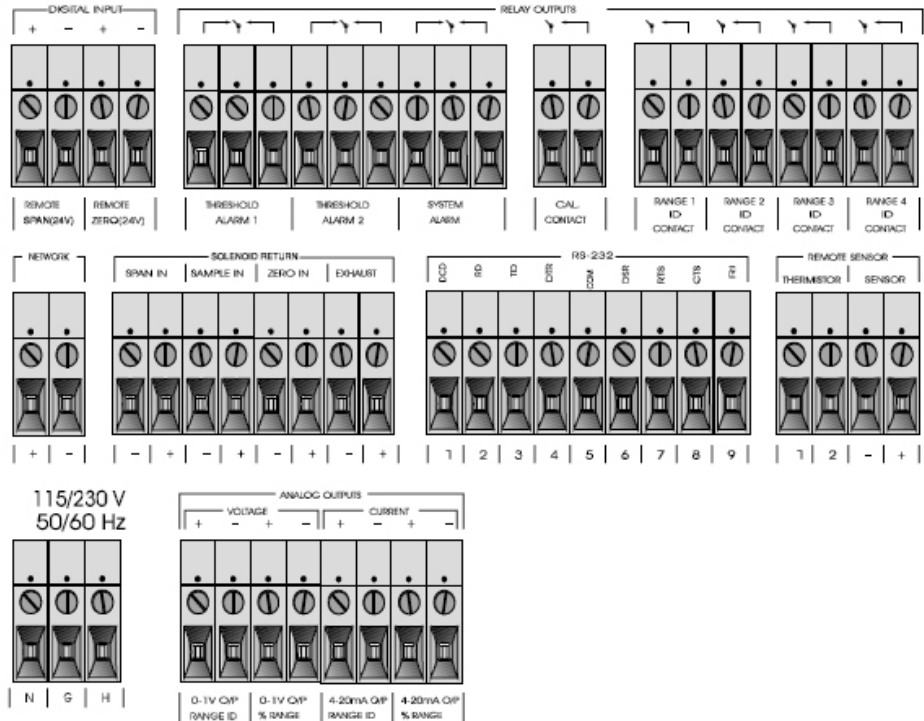 DIGITAL INPUT
+ − + −
REMOTE SPAN(24V)
REMOTE ZERO(24V)
RELAY OUTPUTS
THRESHOLD ALARM 1
THRESHOLD ALARM 2
SYSTEM ALARM
CAL. CONTACT
RANGE 1 ID CONTACT
RANGE 2 ID CONTACT
RANGE 3 ID CONTACT
RANGE 4 ID CONTACT
NETWORK
+ −
SOLENOID RETURN
SPAN IN SAMPLE IN ZERO IN EXHAUST
− + − + − + − +
RS-232
DCD RD TD DTR COM DSR RTS CTS
1 2 3 4 5 6 7 8 9
REMOTE SENSOR
THERMISTOR SENSOR
1 2 − +
115/230 V
50/60 Hz
N G H
ANALOG OUTPUTS
VOLTAGE CURRENT
+ − + − + − + −
0-1V O/P RANGE ID
0-1V O/P % RANGE
4-20mA O/P RANGE ID
4-20mA O/P % RANGE